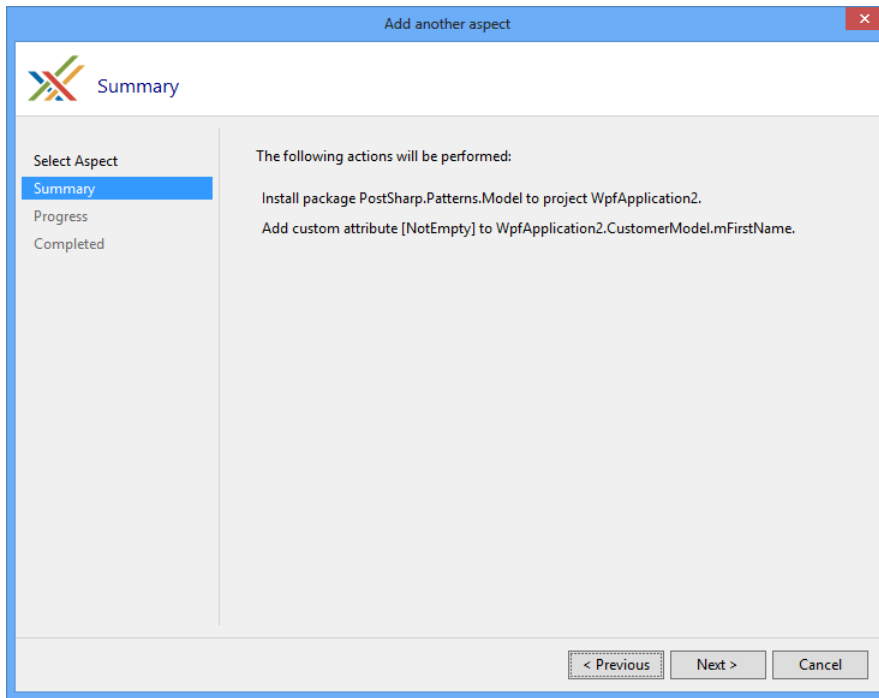 Add another aspect
Summary
Select Aspect
Summary
Progress
Completed
The following actions will be performed:
Install package PostSharp.Patterns.Model to project WpfApplication2.
Add custom attribute [NotEmpty] to WpfApplication2.CustomerModel.mFirstName.
< Previous
Next >
Cancel